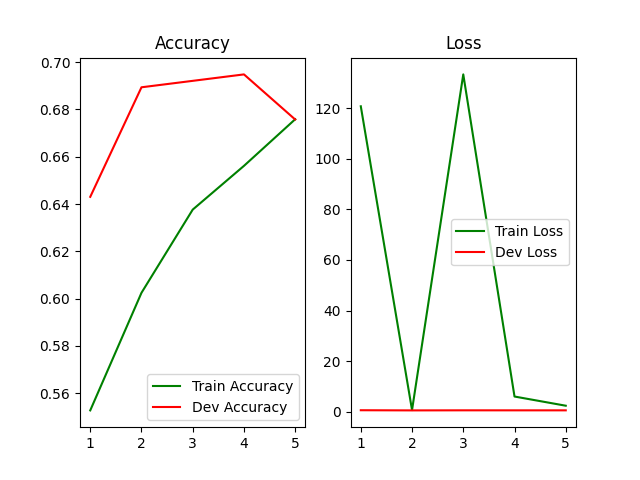 Accuracy
0.70
0.68
0.66
0.64
0.62
0.60
0.58
0.56
1 2 3 4 5
Train Accuracy
Dev Accuracy
Loss
120
100
80
60
40
20
0
1 2 3 4 5
Train Loss
Dev Loss